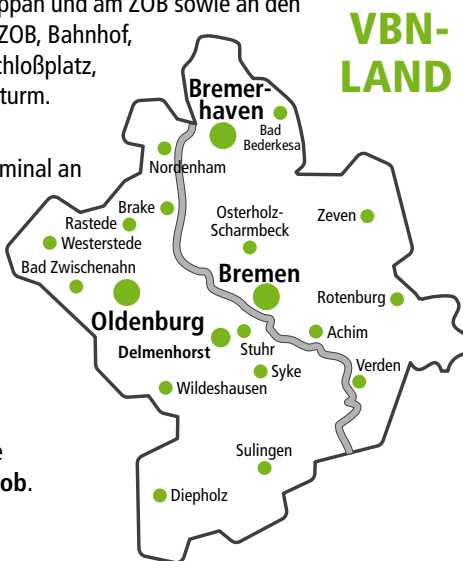 ppan und am ZOB sowie an den
ZOB, Bahnhof,
chloßplatz,
turm.
minal an
e
ob.
VBN-
LAND
Bremer-
haven
Bad
Bederkesa
Nordenham
Brake
Rastede
Westerstede
Bad Zwischenahn
Osterholz-
Scharmbeck
Zeven
Bremen
Rotenburg
Oldenburg
Delmenhorst
Stuhr
Achim
Syke
Verden
Wildeshausen
Sulingen
Diepholz